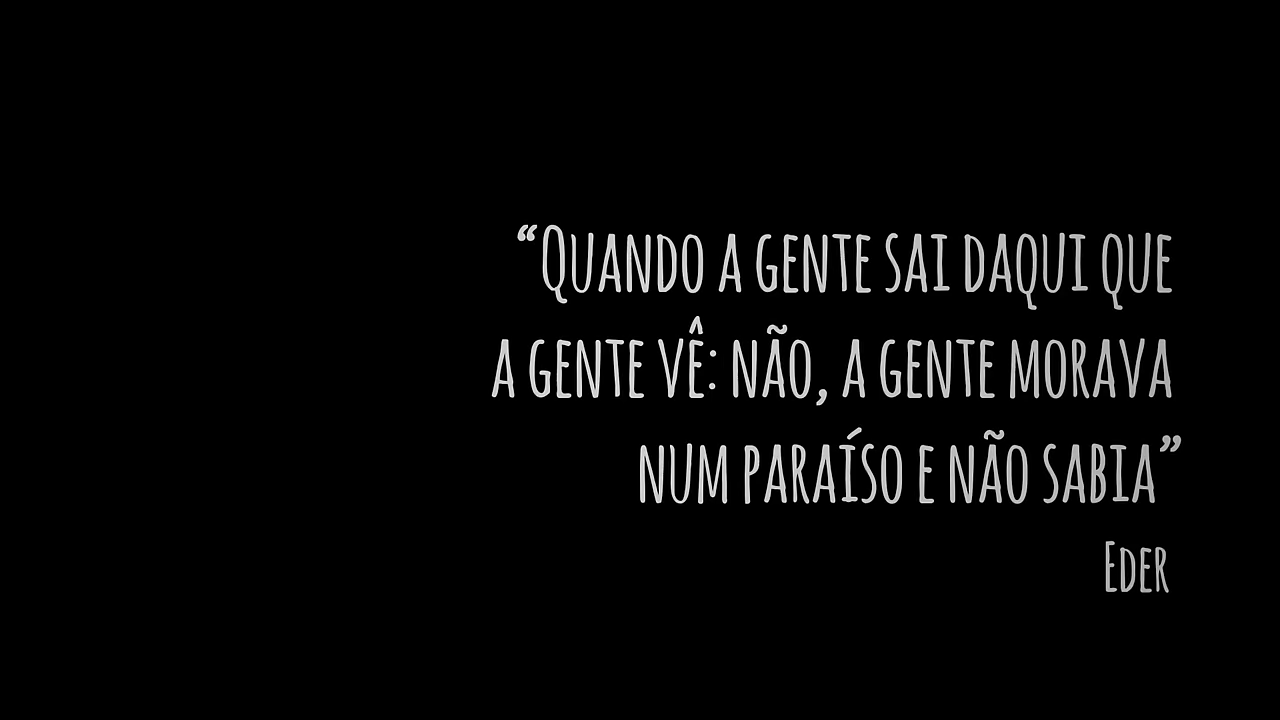 “Quando a gente sai daqui que
a gente vê: não, a gente morava
num paraíso e não sabia”
Eder